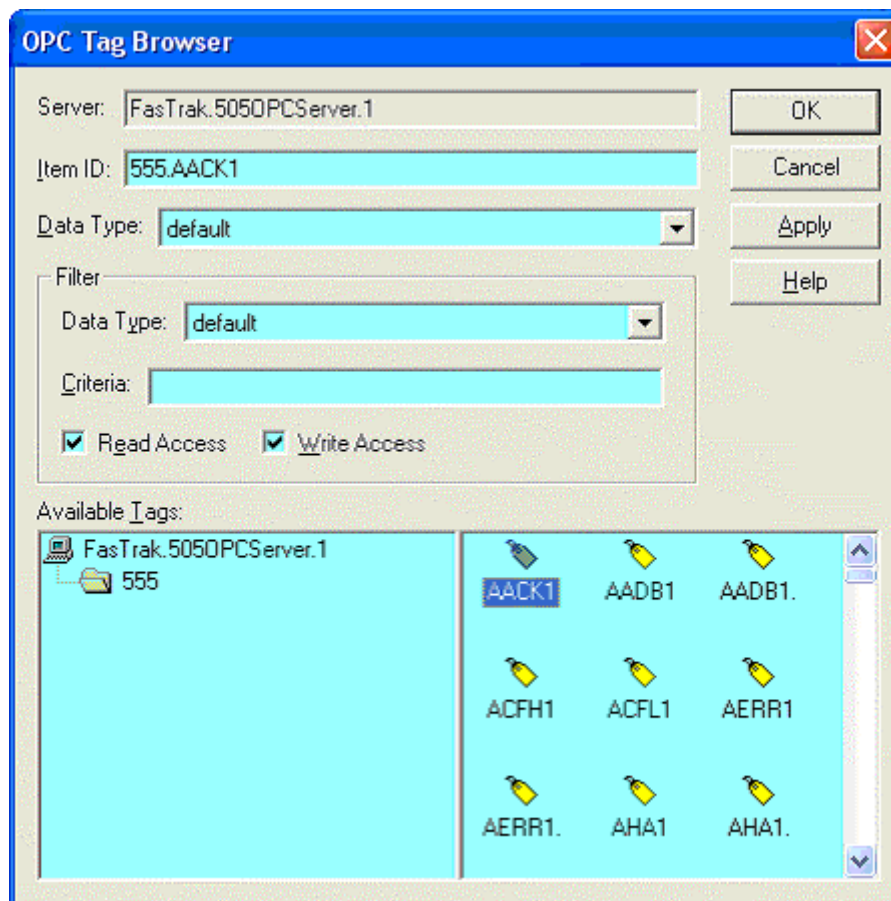 OPC Tag Browser
Server: FasTrak.505OPCServer.1
OK
Item ID: 555.AACK1
Cancel
Data Type: default
Apply
Filter
Help
Data Type: default
Criteria:
Read Access Write Access
Available Tags:
FasTrak.505OPCServer.1
555
AACK1 AADB1 AADB1.
ACFH1 ACFL1 AERR1
AERR1. AHA1 AHA1.